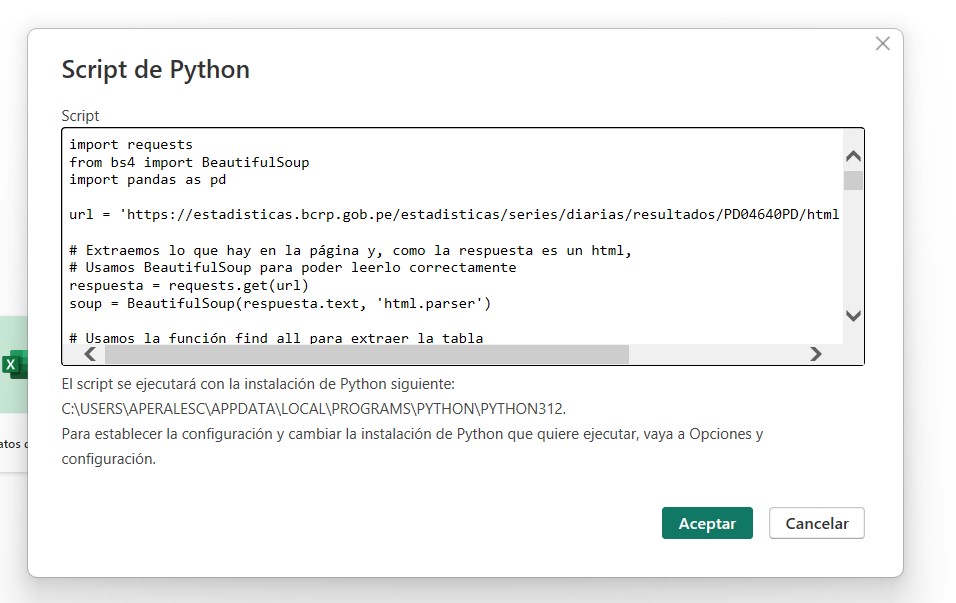 Script de Python
Script
import requests
from bs4 import BeautifulSoup
import pandas as pd
url = 'https://estadisticas.bcrp.gob.pe/estadisticas/series/diarias/resultados/PD04640PD/html
# Extraemos lo que hay en la página y, como la respuesta es un html,
# Usamos BeautifulSoup para poder leerlo correctamente
respuesta = requests.get(url)
soup = BeautifulSoup(respuesta.text, 'html.parser')
# Usamos la función find all para extraer la tabla
X
atos
El script se ejecutará con la instalación de Python siguiente:
C:\USERS\APERALESC\APPDATA\LOCAL\PROGRAMS\PYTHON\PYTHON312.
Para establecer la configuración y cambiar la instalación de Python que quiere ejecutar, vaya a Opciones y
configuración.
Aceptar
Cancelar